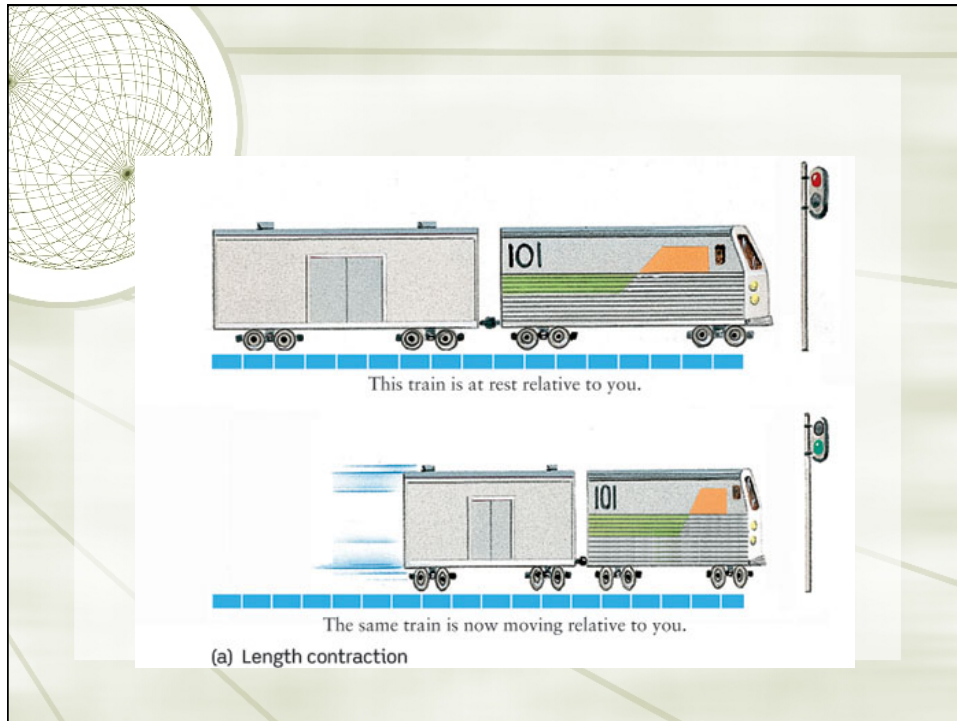 101
This train is at rest relative to you.
101
The same train is now moving relative to you.
(a) Length contraction